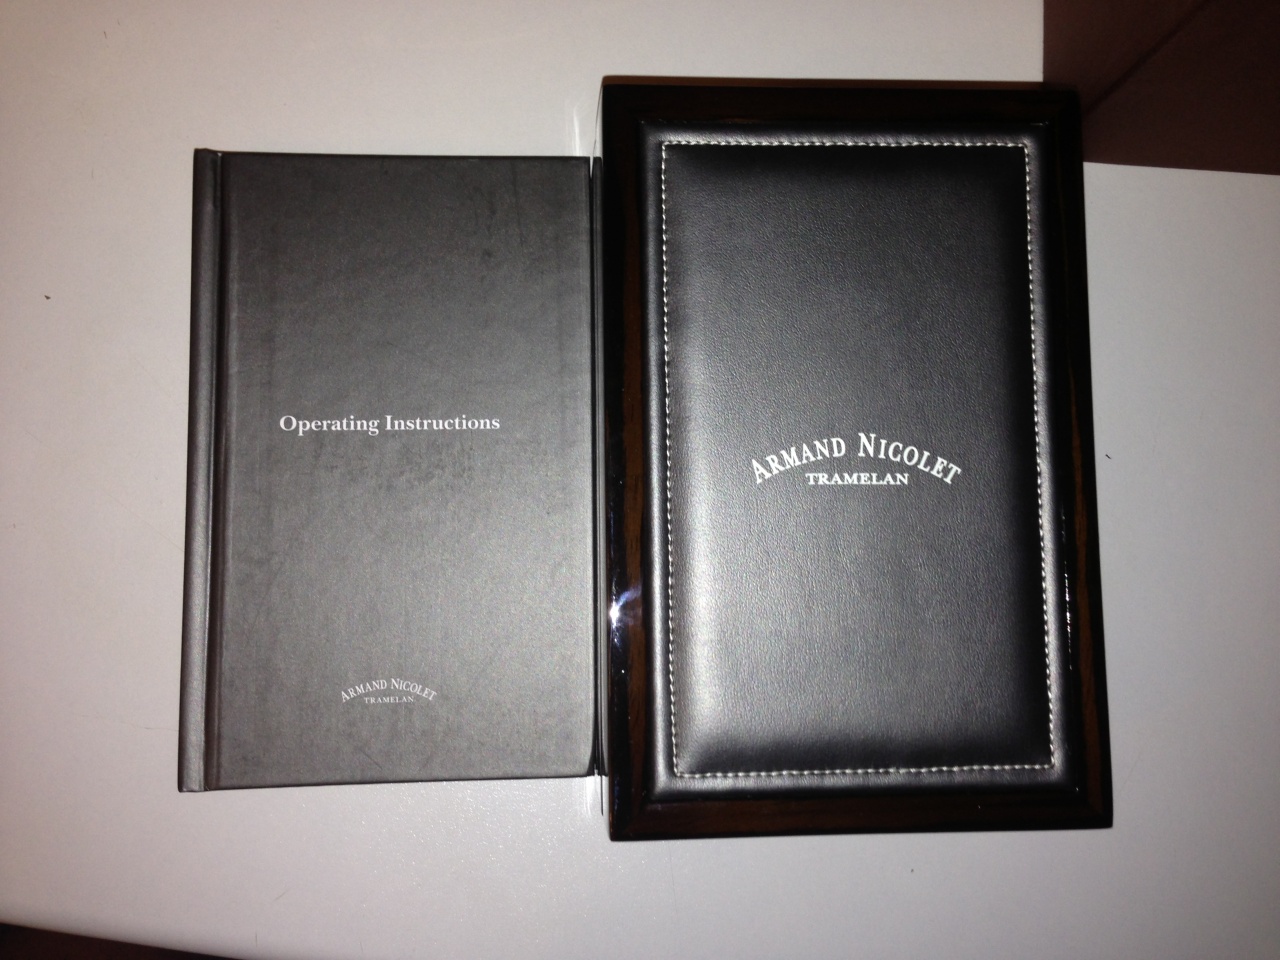 Operating Instructions
ARMAND NICOLET
TRAMELAN
ARMAND NICOLET
TRAMELAN